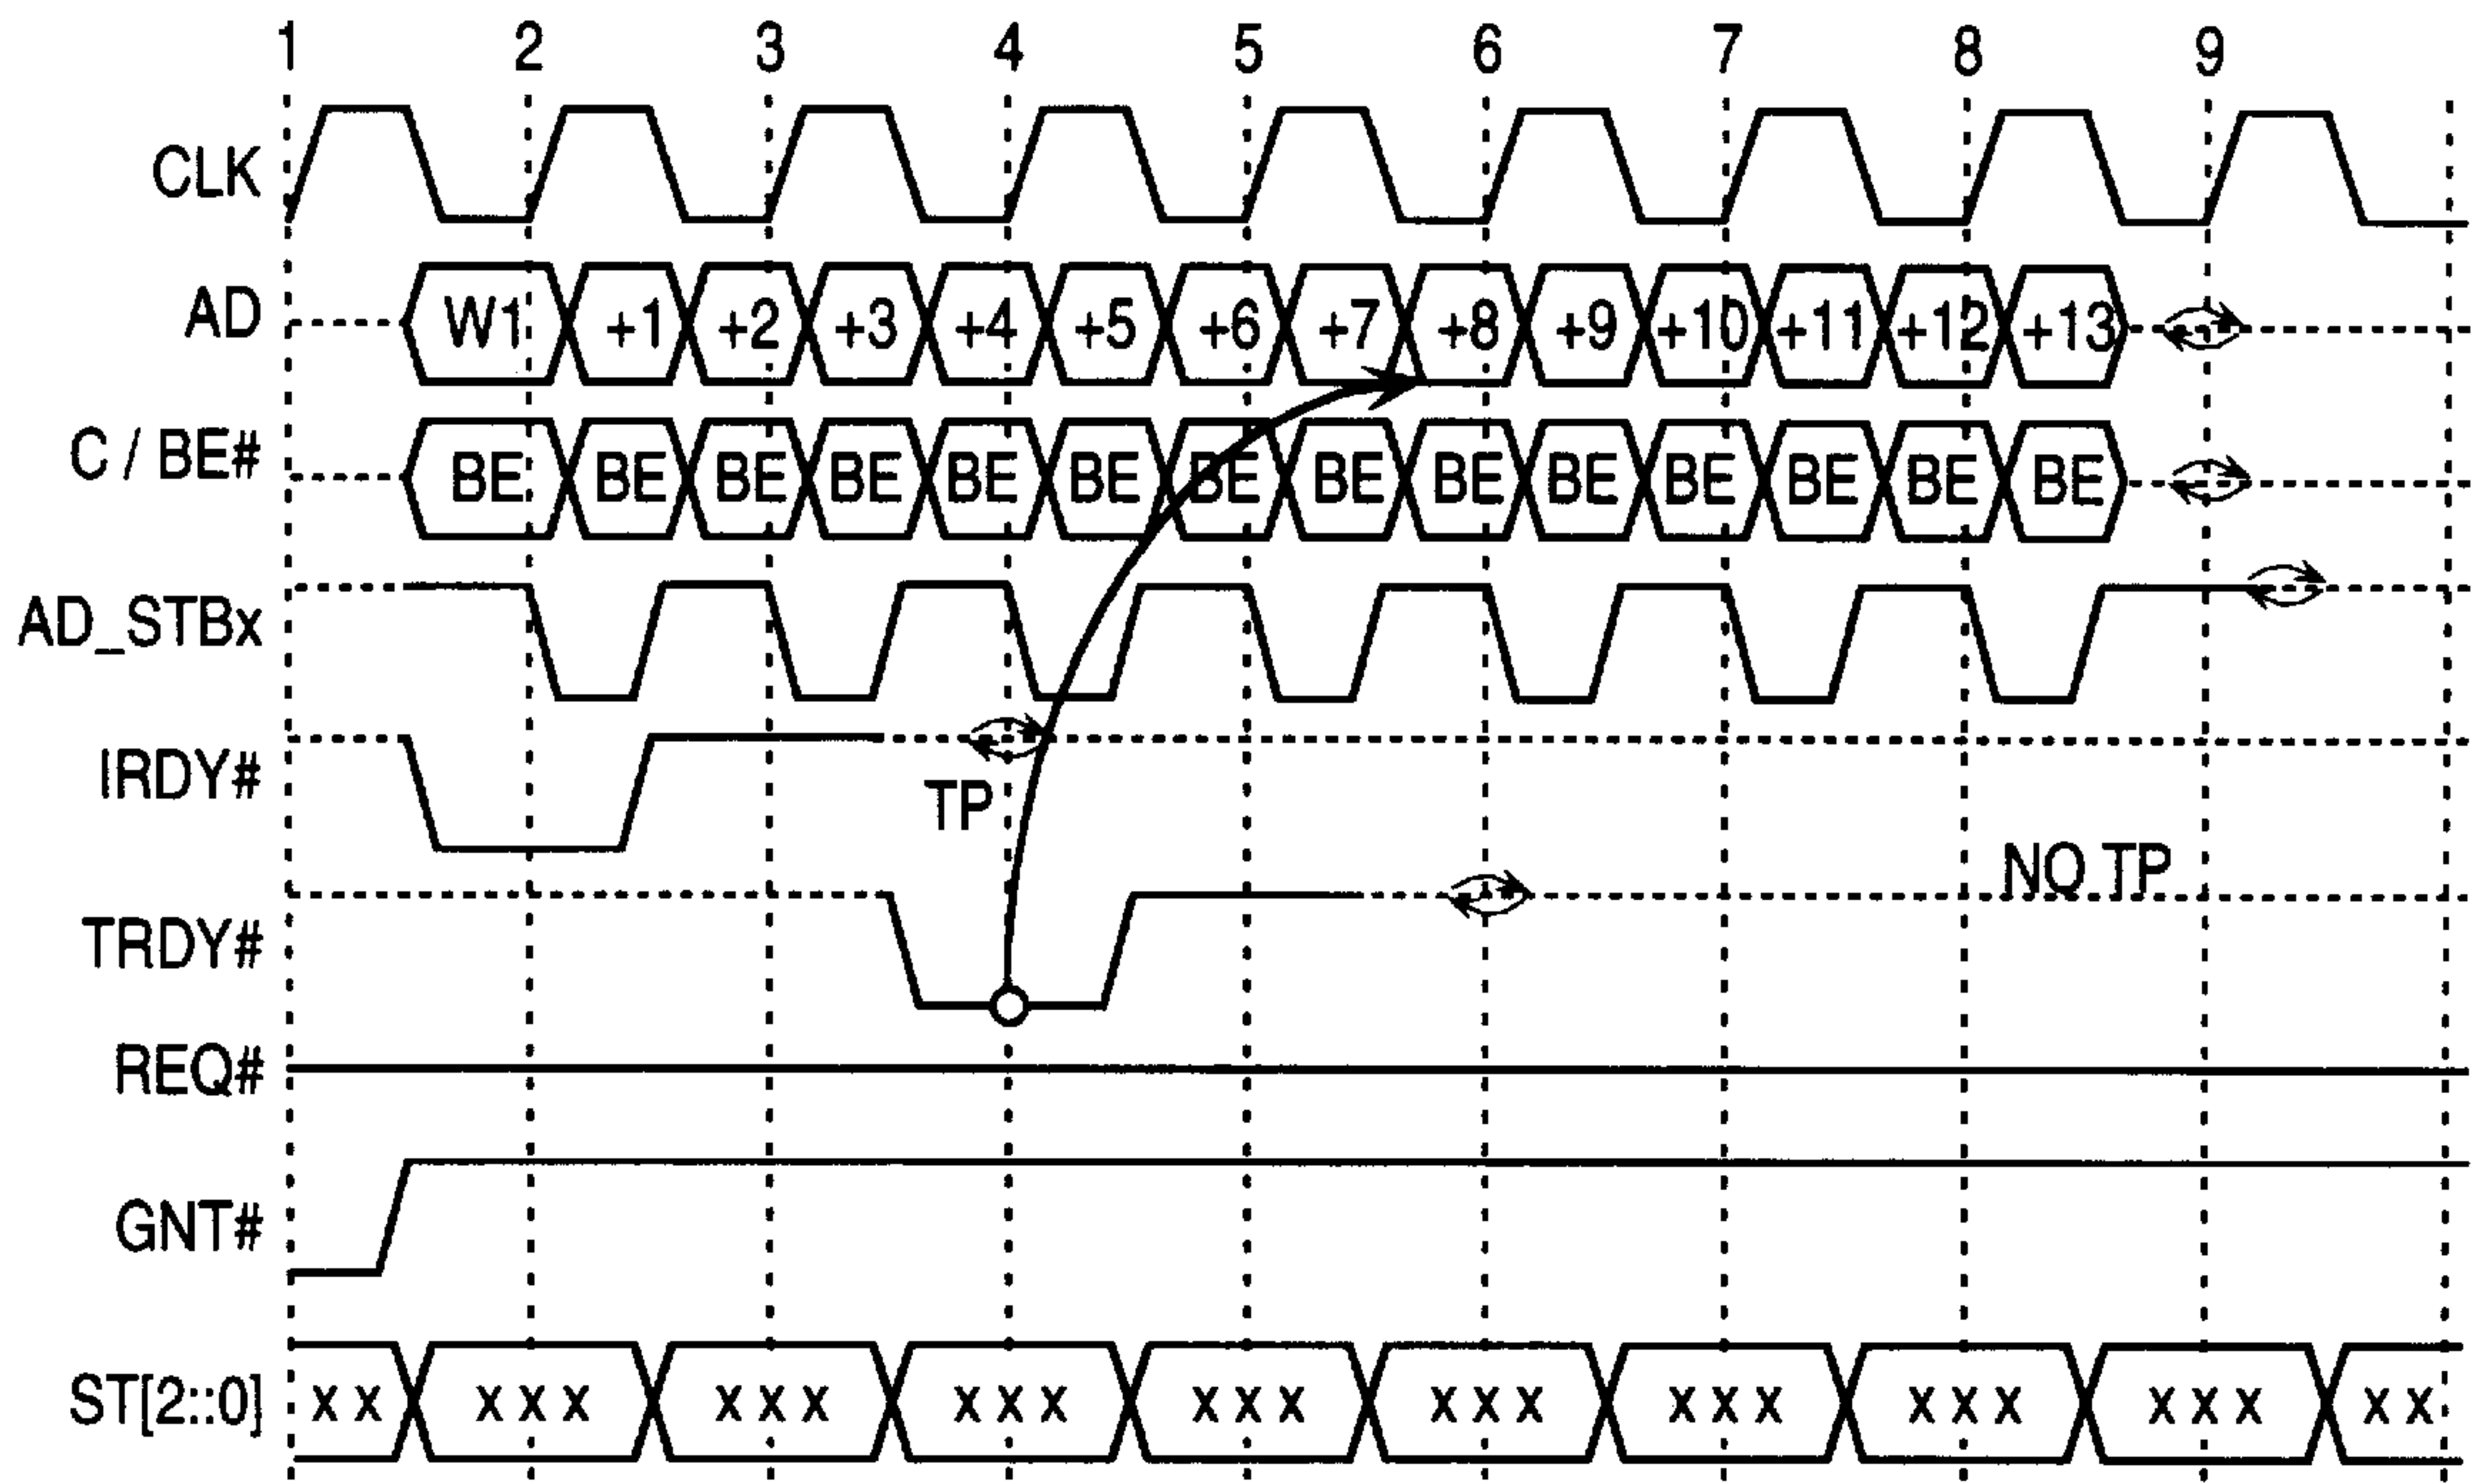 1 2 3 4 5 6 7 8 9
CLK
AD W1 +1 +2 +3 +4 +5 +6 +7 +8 +9 +10 +11 +12 +13
C / BE# BE BE BE BE BE BE BE BE BE BE BE BE BE BE
AD_STBx
IRDY#
TP
NO TP
TRDY#
REQ#
GNT#
ST[2::0] x x x x x x x x x x x x x x x x x x x x x x x x x x x x